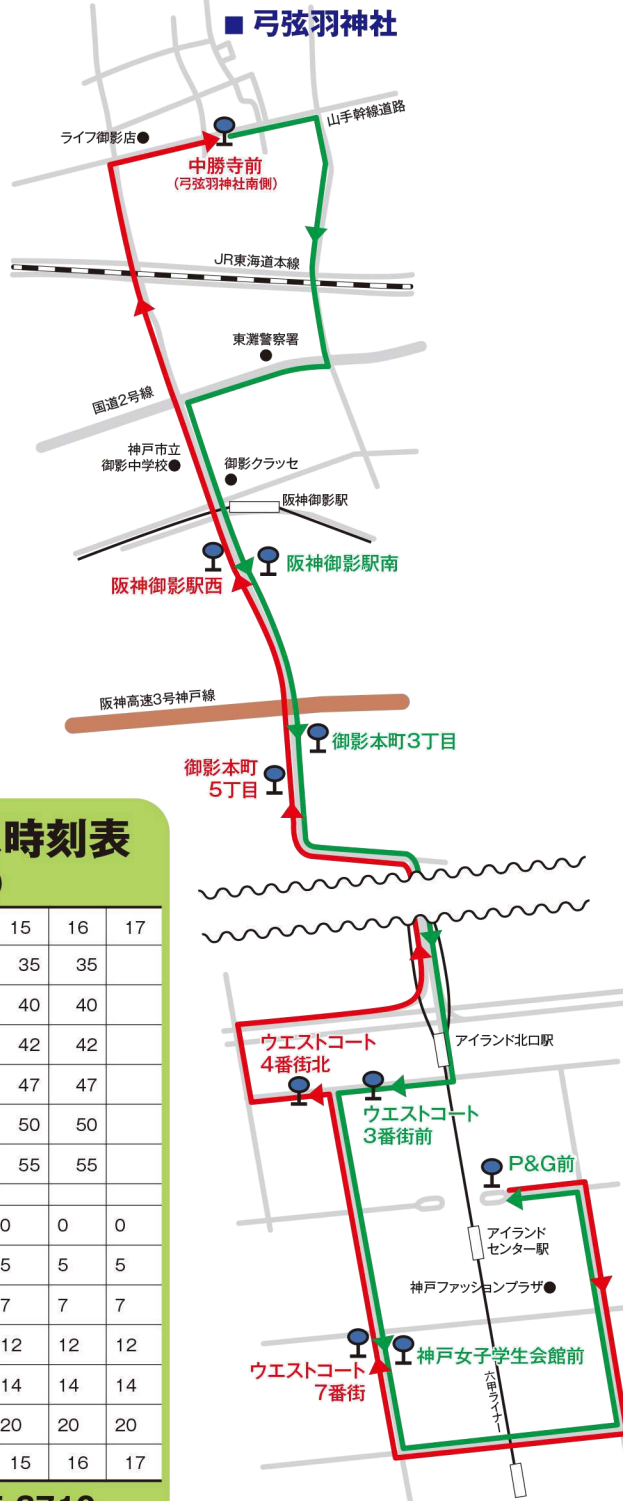 ■ 弓弦羽神社
山手幹線道路
ライフ御影店●
中勝寺前
(弓弦羽神社南側)
JR東海道本線
東灘警察署
国道2号線
神戸市立
御影中学校●
御影クラッセ
阪神御影駅
阪神御影駅西
阪神御影駅南
阪神高速3号神戸線
御影本町3丁目
御影本町
5丁目
時刻表
15 16 17
35 35
40 40
42 42
47 47
50 50
55 55
0 0 0
5 5 5
7 7 7
12 12 12
14 14 14
20 20 20
15 16 17
アイランド北口駅
ウエストコート
4番街北
ウエストコート
3番街前
P&G前
アイランド
センター駅
神戸ファッションプラザ●
神戸女子学生会館前
ウエストコート
7番街
六甲ライナー